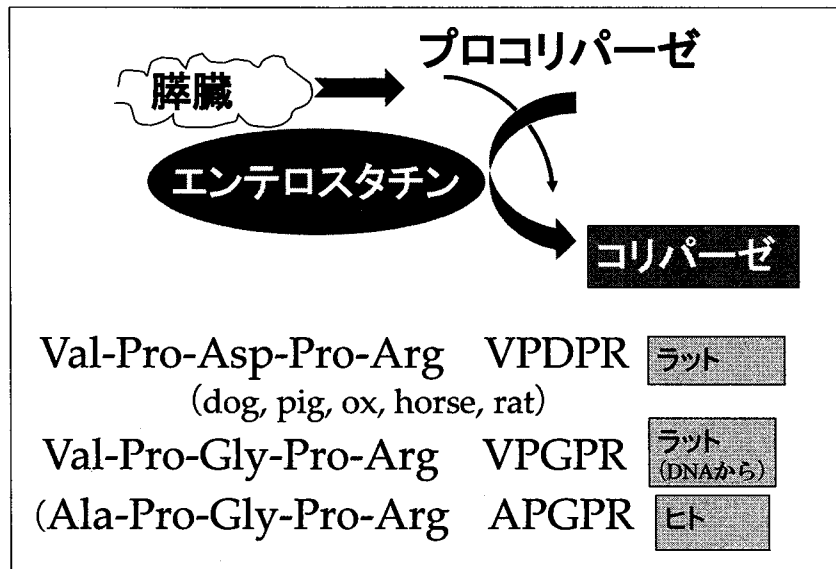 プロコリパーゼ
膵臓
エンテロスタチン
コリパーゼ
Val-Pro-Asp-Pro-Arg VPDPR ラット
(dog, pig, ox, horse, rat)
Val-Pro-Gly-Pro-Arg VPGPR ラット
(DNAから)
(Ala-Pro-Gly-Pro-Arg APGPR ヒト